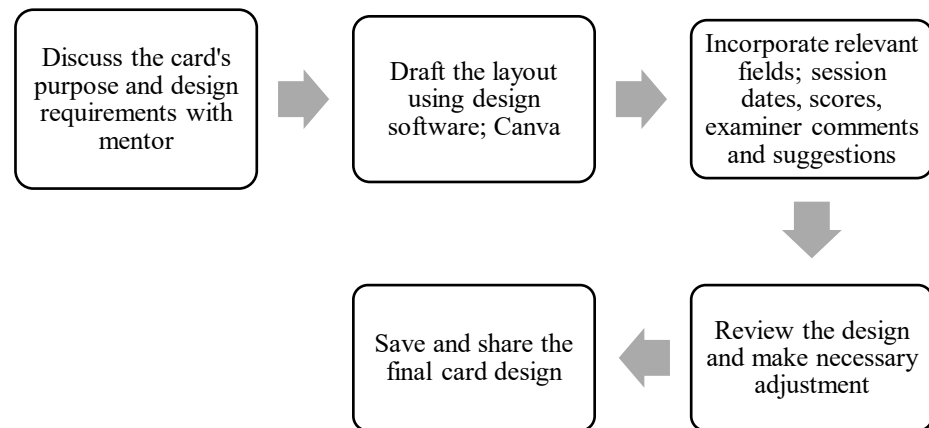 Discuss the card's
purpose and design
requirements with
mentor
Draft the layout
using design
software; Canva
Incorporate relevant
fields; session
dates, scores,
examiner comments
and suggestions
Review the design
and make necessary
adjustment
Save and share the
final card design